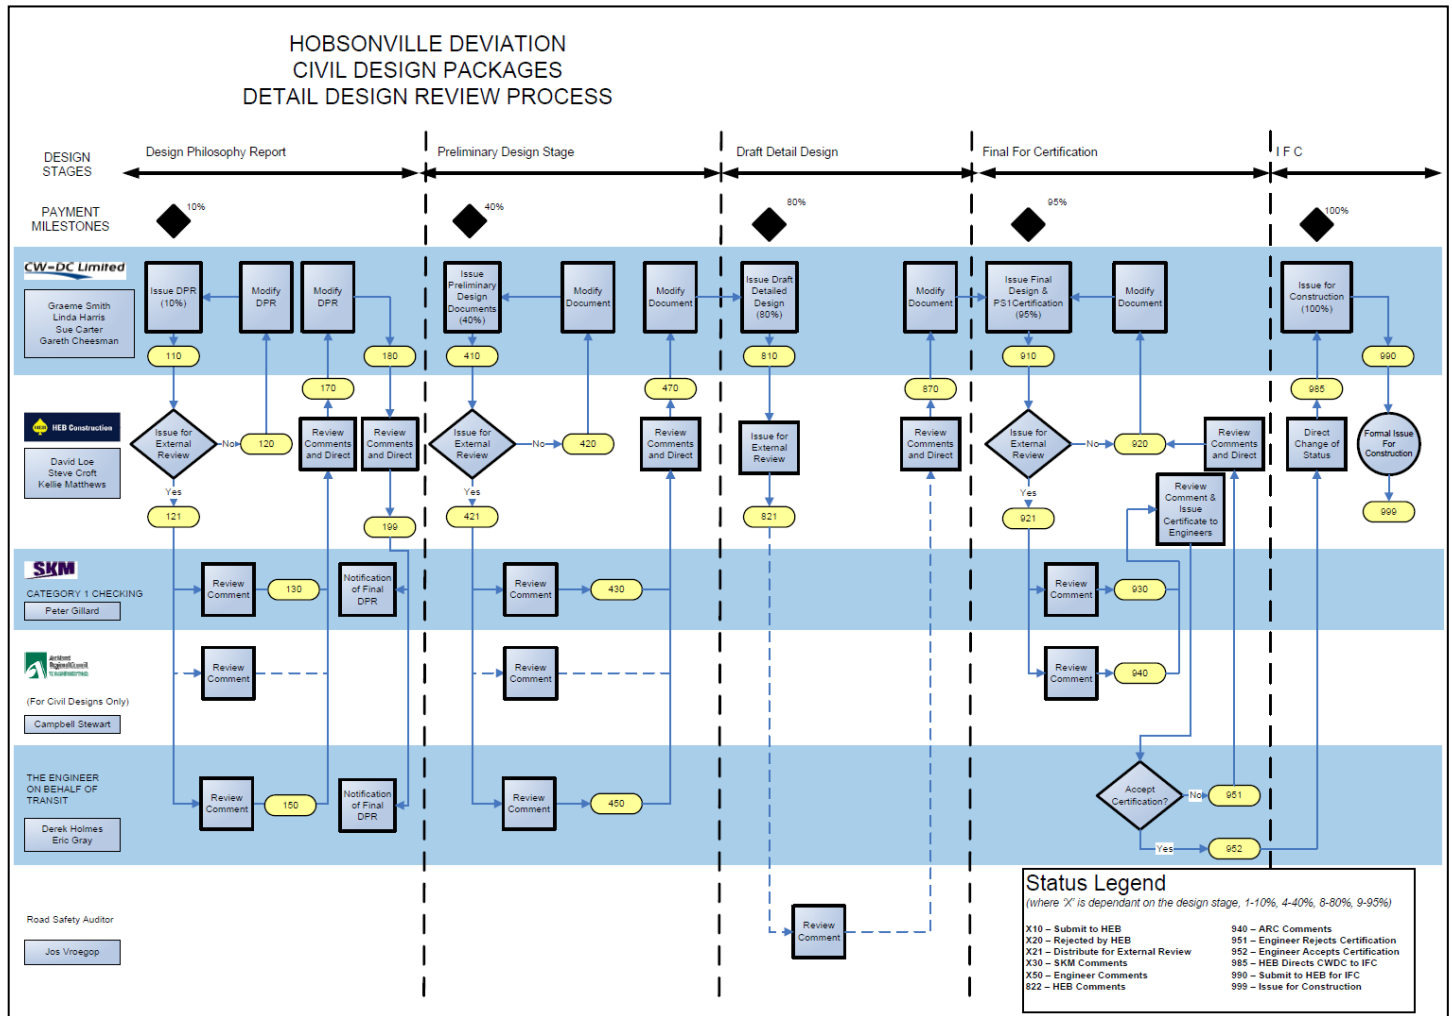 HOBSONVILLE DEVIATION
CIVIL DESIGN PACKAGES
DETAIL DESIGN REVIEW PROCESS
DESIGN
STAGES
Design Philosophy Report
Preliminary Design Stage
Draft Detail Design
Final For Certification
I F C
PAYMENT
MILESTONES
10%
40%
80%
95%
100%
CW-DC Limited
Graeme Smith
Linda Harris
Sue Carter
Gareth Cheesman
Issue DPR
(10%)
Modify
DPR
Modify
DPR
Issue
Preliminary
Design
Documents
(40%)
Modify
Document
Modify
Document
Issue Draft
Detailed
Design
(80%)
Modify
Document
Issue Final
Design &
PS1Certification
(95%)
Modify
Document
Issue for
Construction
(100%)
110
180
410
810
910
990
170
470
870
985
HEB
HEB Construction
David Loe
Steve Croft
Kellie Matthews
Issue for
External
Review
No
120
Review
Comments
and Direct
Review
Comments
and Direct
Issue for
External
Review
No
420
Review
Comments
and Direct
Issue for
External
Review
Review
Comments
and Direct
Issue for
External
Review
No
920
Review
Comments
and Direct
Direct
Change of
Status
Formal Issue
For
Construction
Yes
121
199
Yes
421
821
Yes
921
Review
Comment &
Issue
Certificate to
Engineers
999
SKM
CATEGORY 1 CHECKING
Peter Gillard
Review
Comment
130
Notification
of Final
DPR
Review
Comment
430
Review
Comment
930
(For Civil Designs Only)
Campbell Stewart
Review
Comment
Review
Comment
Review
Comment
940
THE ENGINEER
ON BEHALF OF
TRANSIT
Derek Holmes
Eric Gray
Review
Comment
150
Notification
of Final
DPR
Review
Comment
450
Accept
Certification?
No
951
Yes
952
Road Safety Auditor
Jos Vroegop
Review
Comment
Status Legend
(where 'X' is dependant on the design stage, 1-10%, 4-40%, 8-80%, 9-95%)
X10 – Submit to HEB
X20 – Rejected by HEB
X21 – Distribute for External Review
X30 – SKM Comments
X50 – Engineer Comments
822 – HEB Comments
940 – ARC Comments
951 – Engineer Rejects Certification
952 – Engineer Accepts Certification
985 – HEB Directs CWDC to IFC
990 – Submit to HEB for IFC
999 – Issue for Construction